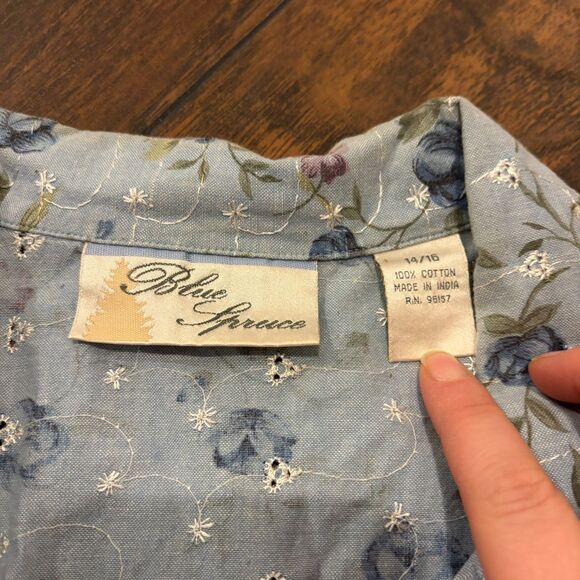 Blue
Spruce
14/16
100% COTTON
MADE IN INDIA
R.N. 96157